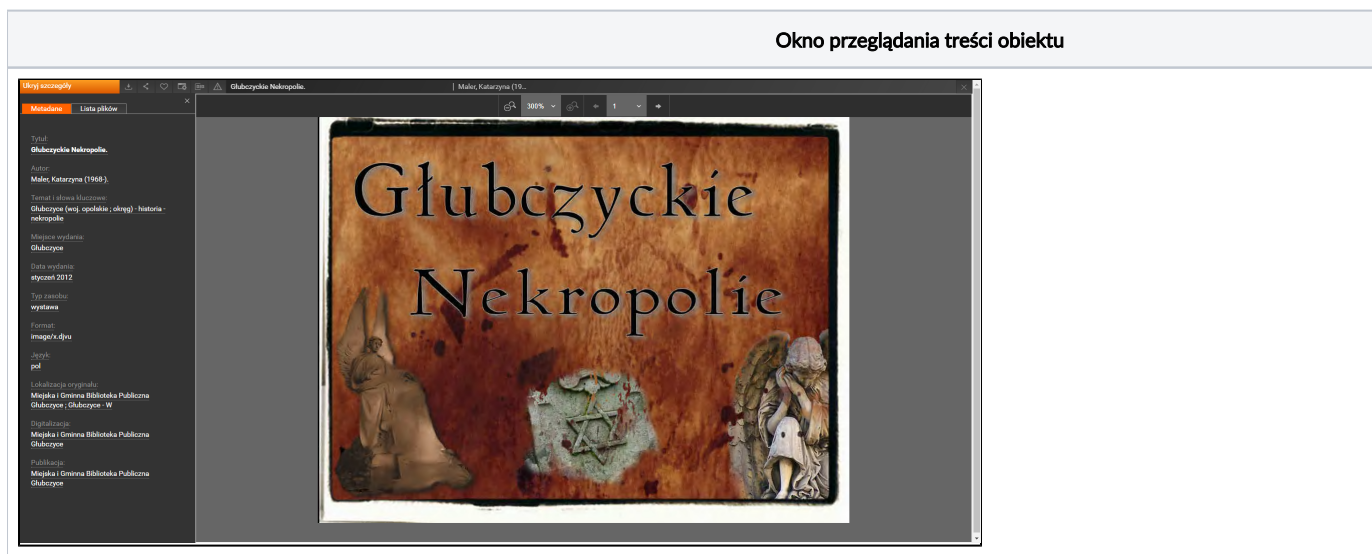 Okno przeglądania treści obiektu
Ukryj szczegóły
Głubczyckie Nekropolie.
| Maler, Katarzyna (19...
Metadane Lista plików
300% 1
Tytuł:
Głubczyckie Nekropolie.
Autor:
Maler, Katarzyna (1968-).
Temat i słowa kluczowe:
Głubczyce (woj. opolskie ; okręg) - historia -
nekropolie
Miejsce wydania:
Głubczyce
Data wydania:
styczeń 2012
Typ zasobu:
wystawa
Format:
image/x.djvu
Język:
pol
Lokalizacja oryginału:
Miejska i Gminna Biblioteka Publiczna
Głubczyce ; Głubczyce - W
Digitalizacja:
Miejska i Gminna Biblioteka Publiczna
Głubczyce
Publikacja:
Miejska i Gminna Biblioteka Publiczna
Głubczyce
Głubczyckie
Nekropolie